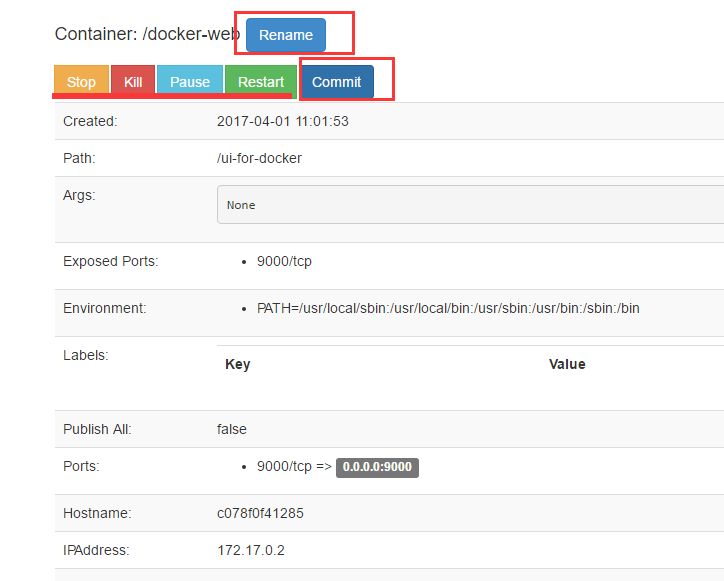 Container: /docker-web Rename
Stop Kill Pause Restart Commit
Created: 2017-04-01 11:01:53
Path: /ui-for-docker
Args: None
Exposed Ports: • 9000/tcp
Environment: • PATH=/usr/local/sbin:/usr/local/bin:/usr/sbin:/usr/bin:/sbin:/bin
Labels:
Key Value
Publish All: false
Ports: • 9000/tcp => 0.0.0.0:9000
Hostname: c078f0f41285
IPAddress: 172.17.0.2